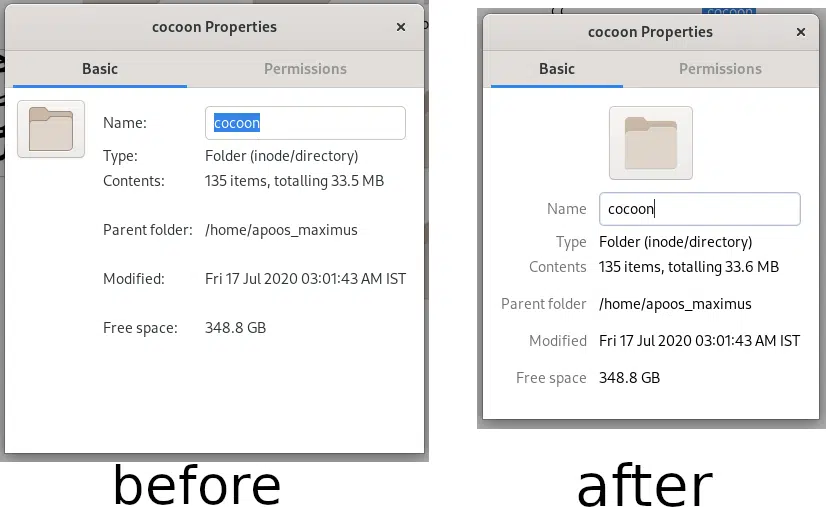 cocoon Properties ×
Basic Permissions
Name: cocoon
Type: Folder (inode/directory)
Contents: 135 items, totalling 33.5 MB
Parent folder: /home/apoos_maximus
Modified: Fri 17 Jul 2020 03:01:43 AM IST
Free space: 348.8 GB
before
cocoon
cocoon Properties ×
Basic Permissions
Name cocoon
Type Folder (inode/directory)
Contents 135 items, totalling 33.6 MB
Parent folder /home/apoos_maximus
Modified Fri 17 Jul 2020 03:01:43 AM IST
Free space 348.8 GB
after